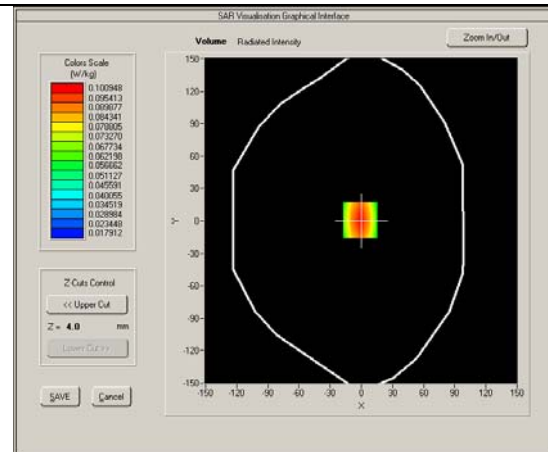 SAR Visualisation Graphical Interface
Volume Radiated Intensity
Zoom In/Out
Colors Scale
(W/kg)
0.100948
0.095413
0.089877
0.084341
0.078805
0.073270
0.067734
0.062198
0.056662
0.051127
0.045591
0.040055
0.034519
0.028984
0.023448
0.017912
Z-Cuts Control
<< Upper Cut
Z = 4.0 mm
Lower Cut >>
SAVE Cancel
150
120
90
60
30
0
-30
-60
-90
-120
-150
Y
-150 -120 -90 -60 -30 0 30 60 90 120 150
X